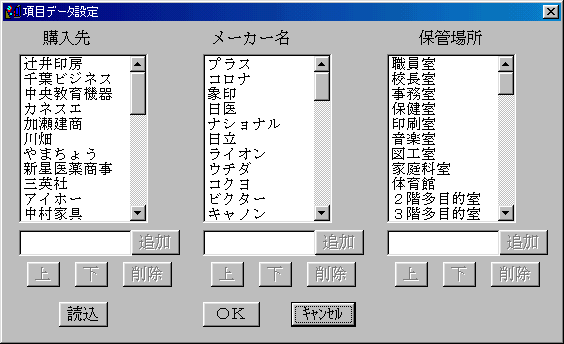 項目データ設定
購入先
辻井印房
千葉ビジネス
中央教育機器
カネスエ
加瀬建商
川畑
やまちょう
新星医薬商事
三英社
アイホー
中村家具
追加
上 下 削除
メーカー名
プラス
コロナ
象印
日医
ナショナル
日立
ライオン
ウチダ
コクヨ
ビクター
キャノン
追加
上 下 削除
保管場所
職員室
校長室
事務室
保健室
印刷室
音楽室
図工室
家庭科室
体育館
２階多目的室
３階多目的室
追加
上 下 削除
読込 ＯＫ ｷｬﾝｾﾙ